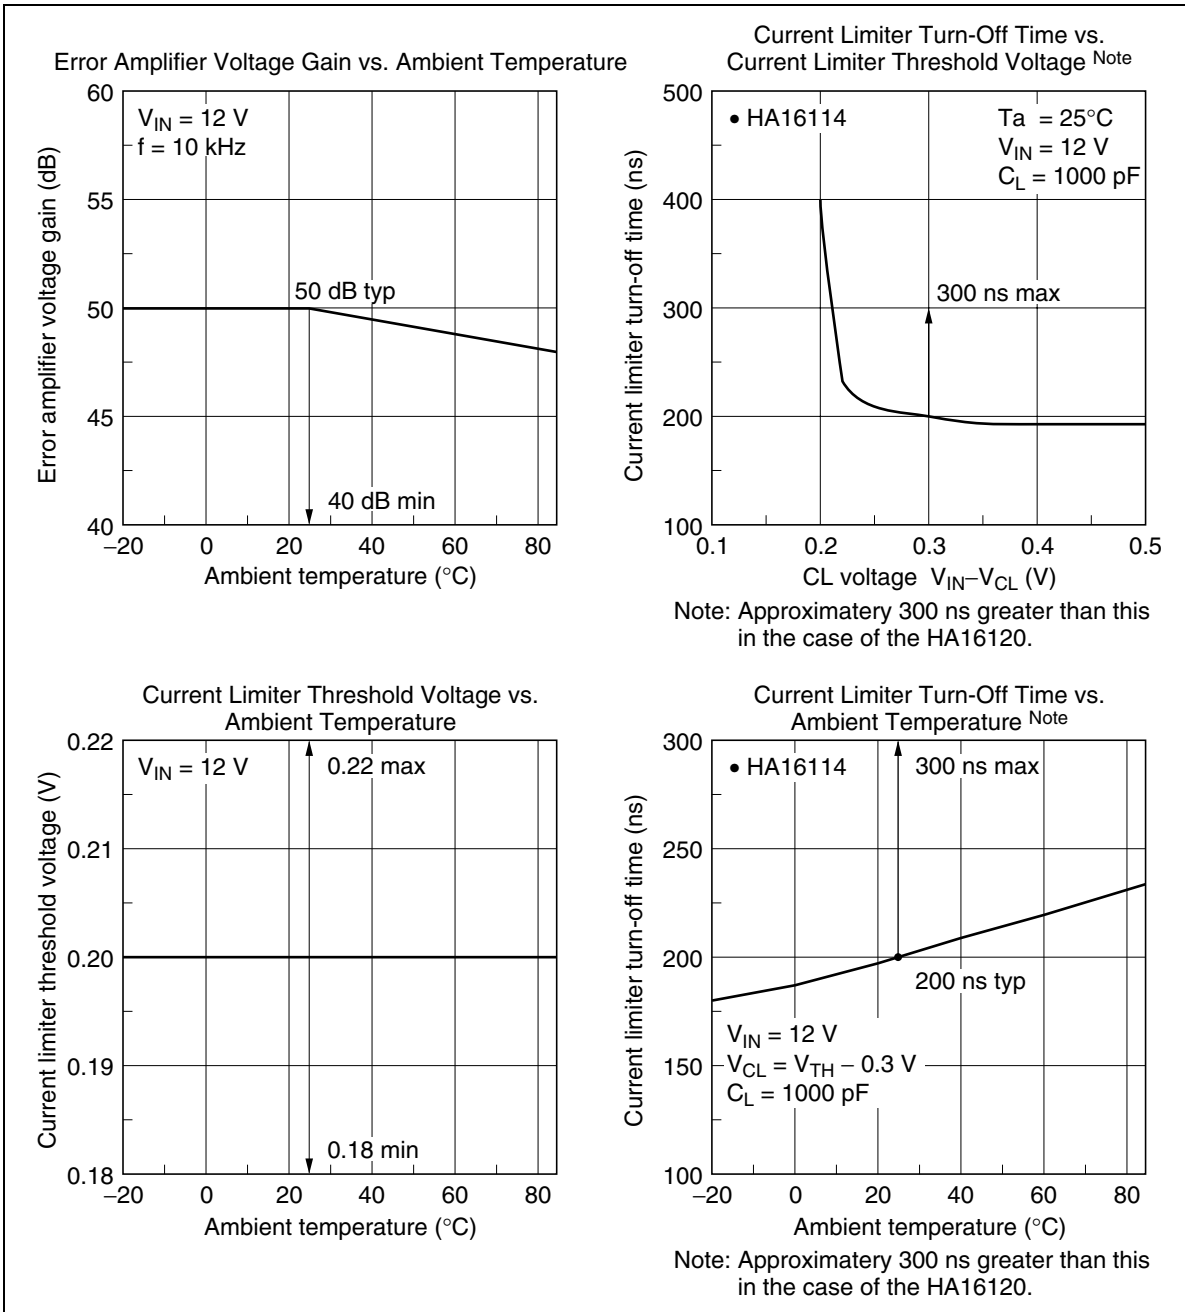 Error Amplifier Voltage Gain vs. Ambient Temperature
60
55
50
45
40
Error amplifier voltage gain (dB)
V_IN = 12 V
f = 10 kHz
50 dB typ
40 dB min
−20 0 20 40 60 80
Ambient temperature (°C)
Current Limiter Turn-Off Time vs.
Current Limiter Threshold Voltage Note
500
400
300
200
100
Current limiter turn-off time (ns)
• HA16114
Ta = 25°C
V_IN = 12 V
C_L = 1000 pF
300 ns max
0.1 0.2 0.3 0.4 0.5
CL voltage V_IN−V_CL (V)
Note: Approximatery 300 ns greater than this
in the case of the HA16120.
Current Limiter Threshold Voltage vs.
Ambient Temperature
0.22
0.21
0.20
0.19
0.18
Current limiter threshold voltage (V)
V_IN = 12 V
0.22 max
0.18 min
−20 0 20 40 60 80
Ambient temperature (°C)
Current Limiter Turn-Off Time vs.
Ambient Temperature Note
300
250
200
150
100
Current limiter turn-off time (ns)
• HA16114
300 ns max
200 ns typ
V_IN = 12 V
V_CL = V_TH − 0.3 V
C_L = 1000 pF
−20 0 20 40 60 80
Ambient temperature (°C)
Note: Approximatery 300 ns greater than this
in the case of the HA16120.